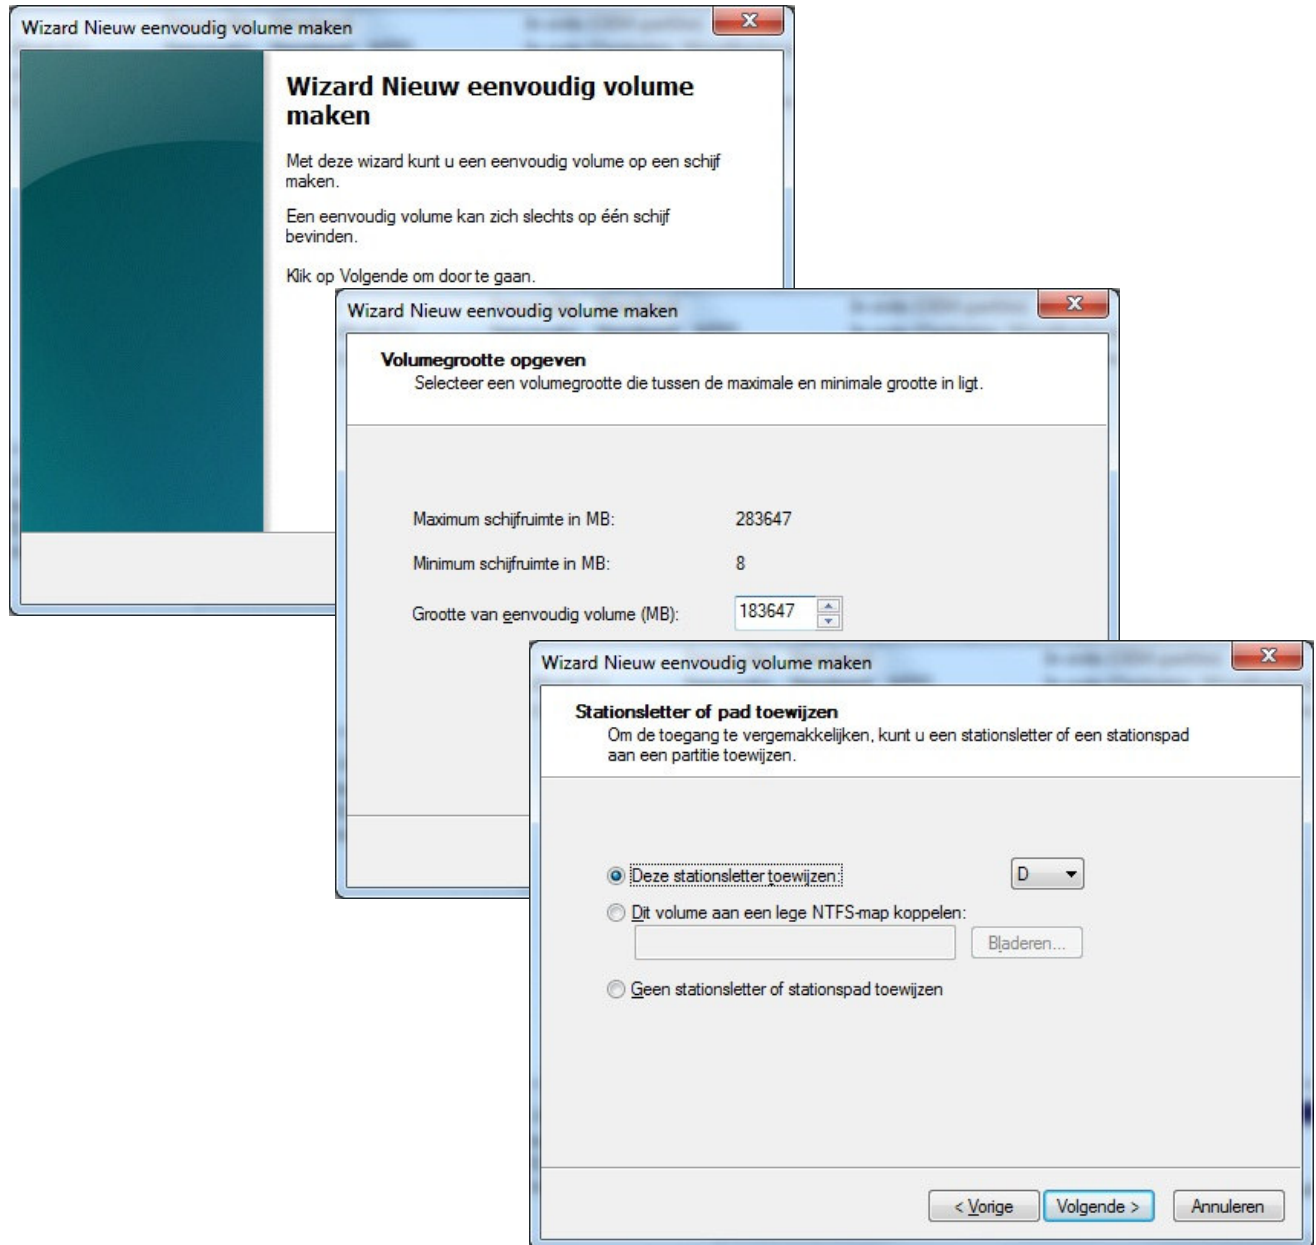 Wizard Nieuw eenvoudig volume maken
Wizard Nieuw eenvoudig volume
maken
Met deze wizard kunt u een eenvoudig volume op een schijf
maken.
Een eenvoudig volume kan zich slechts op één schijf
bevinden.
Klik op Volgende om door te gaan.
Wizard Nieuw eenvoudig volume maken
Volumegrootte opgeven
Selecteer een volumegrootte die tussen de maximale en minimale grootte in ligt.
Maximum schijfruimte in MB: 283647
Minimum schijfruimte in MB: 8
Grootte van eenvoudig volume (MB): 183647
Wizard Nieuw eenvoudig volume maken
Stationsletter of pad toewijzen
Om de toegang te vergemakkelijken, kunt u een stationsletter of een stationspad
aan een partitie toewijzen.
Deze stationsletter toewijzen: D
Dit volume aan een lege NTFS-map koppelen:
Bladeren...
Geen stationsletter of stationspad toewijzen
< Vorige Volgende > Annuleren